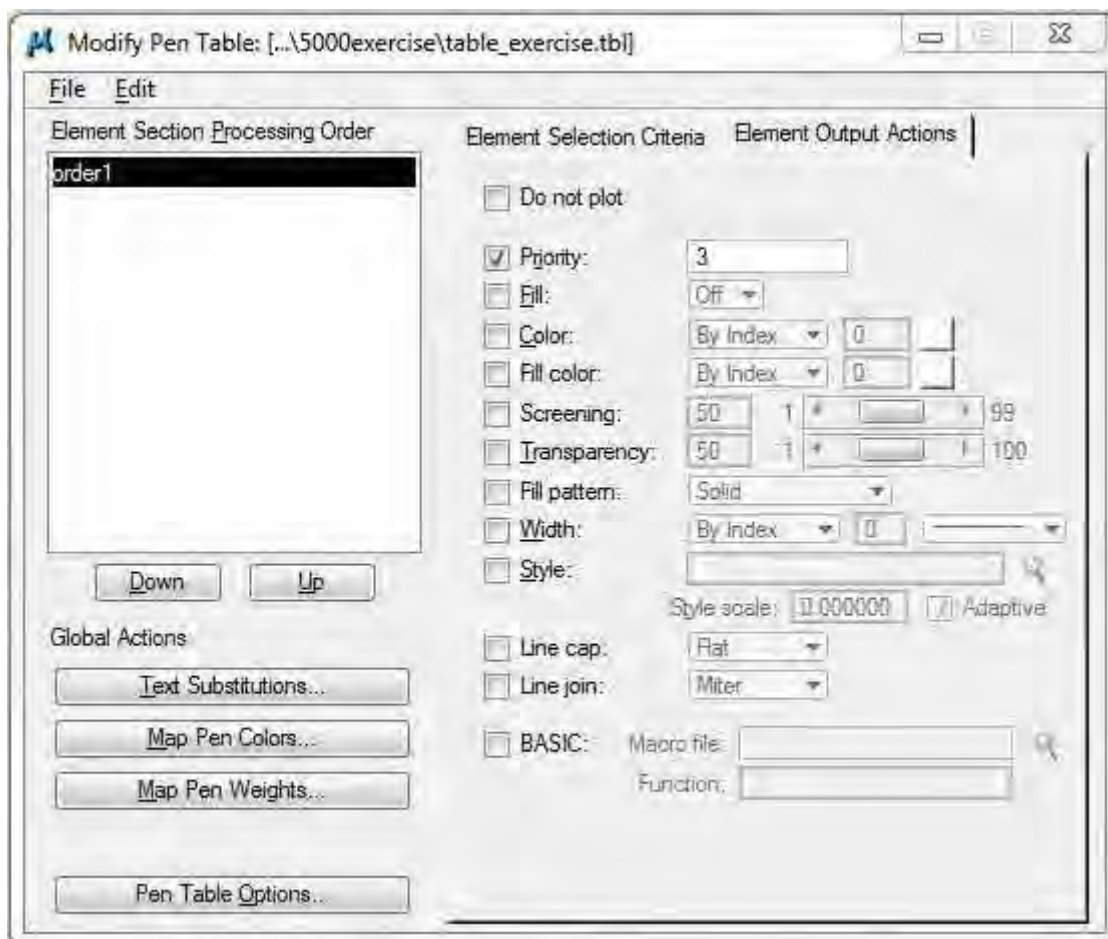 Modify Pen Table: [...\5000exercise\table_exercise.tbl]
File Edit
Element Section Processing Order
order1
Down Up
Global Actions
Text Substitutions...
Map Pen Colors...
Map Pen Weights...
Pen Table Options...
Element Selection Criteria Element Output Actions
Do not plot
Priority: 3
Fill: Off
Color: By Index 0
Fill color: By Index 0
Screening: 50 1 99
Transparency: 50 1 100
Fill pattern: Solid
Width: By Index 0
Style:
Style scale: 0.000000 Adaptive
Line cap: Flat
Line join: Miter
BASIC: Macro file:
Function: